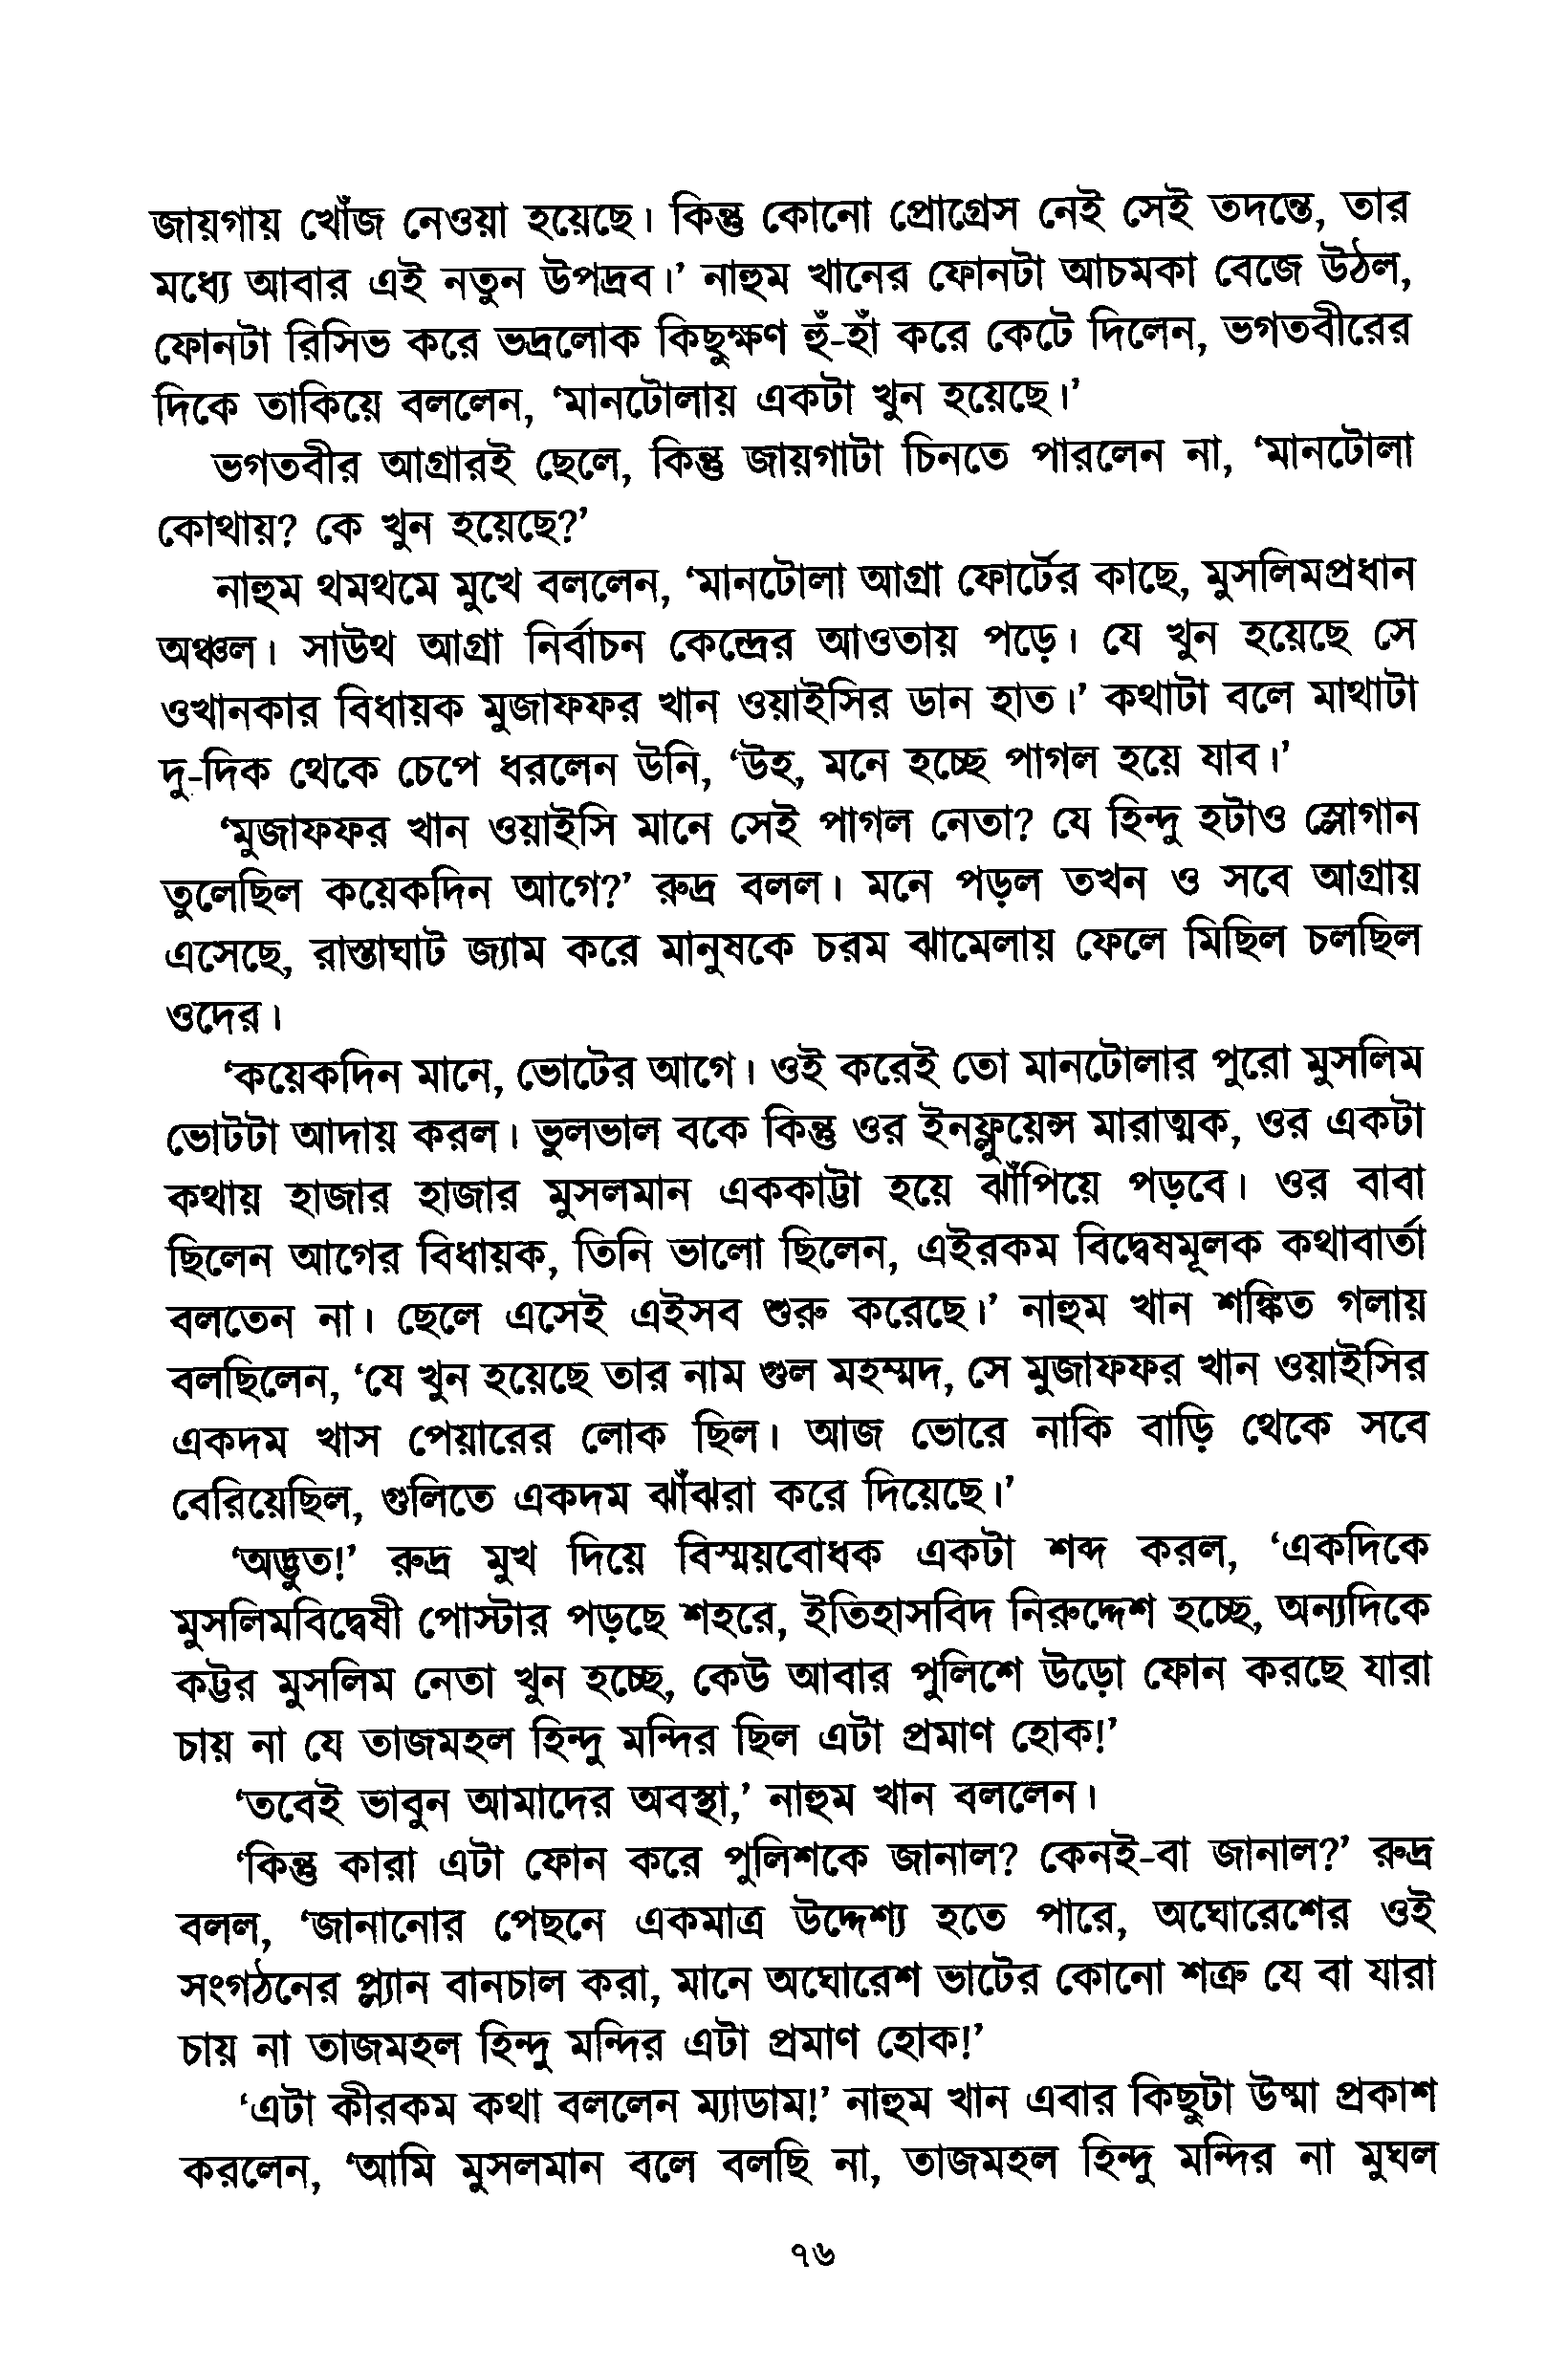 জায়গায় খোঁজ নেওয়া হয়েছে। কিন্তু কোনো প্রোগ্রেস নেই সেই তদন্তে, তার
মধ্যে আবার এই নতুন উপদ্রব।’ নাহুম খানের ফোনটা আচমকা বেজে উঠল,
ফোনটা রিসিভ করে ভদ্রলোক কিছুক্ষণ হুঁ-হাঁ করে কেটে দিলেন, ভগতবীরের
দিকে তাকিয়ে বললেন, ‘মানটোলায় একটা খুন হয়েছে।’
ভগতবীর আগ্রারই ছেলে, কিন্তু জায়গাটা চিনতে পারলেন না, ‘মানটোলা
কোথায়? কে খুন হয়েছে?’
নাহুম থমথমে মুখে বললেন, ‘মানটোলা আগ্রা ফোর্টের কাছে, মুসলিমপ্রধান
অঞ্চল। সাউথ আগ্রা নির্বাচন কেন্দ্রের আওতায় পড়ে। যে খুন হয়েছে সে
ওখানকার বিধায়ক মুজাফফর খান ওয়াইসির ডান হাত।’ কথাটা বলে মাথাটা
দু-দিক থেকে চেপে ধরলেন উনি, ‘উহ, মনে হচ্ছে পাগল হয়ে যাব।’
‘মুজাফফর খান ওয়াইসি মানে সেই পাগল নেতা? যে হিন্দু হটাও স্লোগান
তুলেছিল কয়েকদিন আগে?’ রুদ্র বলল। মনে পড়ল তখন ও সবে আগ্রায়
এসেছে, রাস্তাঘাট জ্যাম করে মানুষকে চরম ঝামেলায় ফেলে মিছিল চলছিল
ওদের।
‘কয়েকদিন মানে, ভোটের আগে। ওই করেই তো মানটোলার পুরো মুসলিম
ভোটটা আদায় করল। ভুলভাল বকে কিন্তু ওর ইনফ্লুয়েন্স মারাত্মক, ওর একটা
কথায় হাজার হাজার মুসলমান এককাট্টা হয়ে ঝাঁপিয়ে পড়বে। ওর বাবা
ছিলেন আগের বিধায়ক, তিনি ভালো ছিলেন, এইরকম বিদ্বেষমূলক কথাবার্তা
বলতেন না। ছেলে এসেই এইসব শুরু করেছে।’ নাহুম খান শঙ্কিত গলায়
বলছিলেন, ‘যে খুন হয়েছে তার নাম গুল মহম্মদ, সে মুজাফফর খান ওয়াইসির
একদম খাস পেয়ারের লোক ছিল। আজ ভোরে নাকি বাড়ি থেকে সবে
বেরিয়েছিল, গুলিতে একদম ঝাঁঝরা করে দিয়েছে।’
‘অদ্ভুত!’ রুদ্র মুখ দিয়ে বিস্ময়বোধক একটা শব্দ করল, ‘একদিকে
মুসলিমবিদ্বেষী পোস্টার পড়ছে শহরে, ইতিহাসবিদ নিরুদ্দেশ হচ্ছে, অন্যদিকে
কট্টর মুসলিম নেতা খুন হচ্ছে, কেউ আবার পুলিশে উড়ো ফোন করছে যারা
চায় না যে তাজমহল হিন্দু মন্দির ছিল এটা প্রমাণ হোক!’
‘তবেই ভাবুন আমাদের অবস্থা,’ নাহুম খান বললেন।
‘কিন্তু কারা এটা ফোন করে পুলিশকে জানাল? কেনই-বা জানাল?’ রুদ্র
বলল, ‘জানানোর পেছনে একমাত্র উদ্দেশ্য হতে পারে, অঘোরেশের ওই
সংগঠনের প্ল্যান বানচাল করা, মানে অঘোরেশ ভাটের কোনো শত্রু যে বা যারা
চায় না তাজমহল হিন্দু মন্দির এটা প্রমাণ হোক!’
‘এটা কীরকম কথা বললেন ম্যাডাম!’ নাহুম খান এবার কিছুটা উষ্মা প্রকাশ
করলেন, ‘আমি মুসলমান বলে বলছি না, তাজমহল হিন্দু মন্দির না মুঘল
৭৬